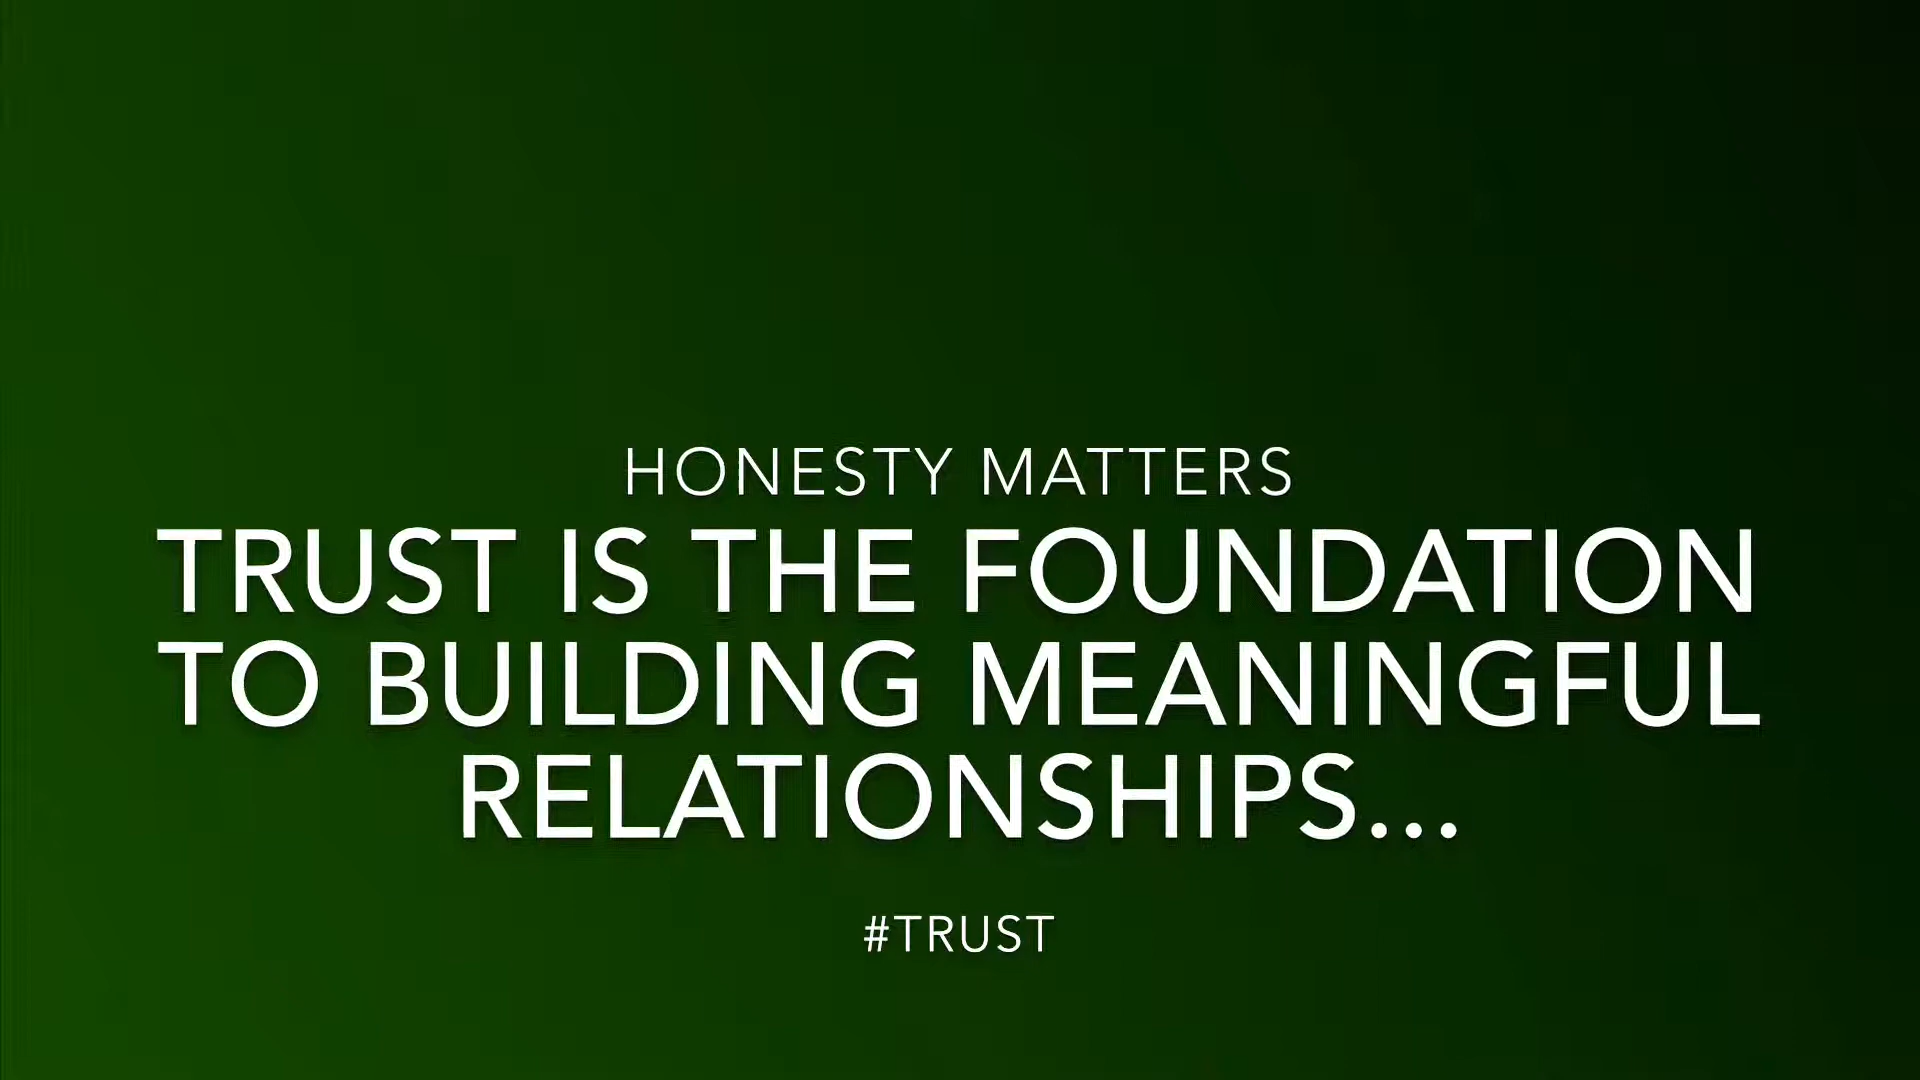 HONESTY MATTERS
TRUST IS THE FOUNDATION
TO BUILDING MEANINGFUL
RELATIONSHIPS...
#TRUST